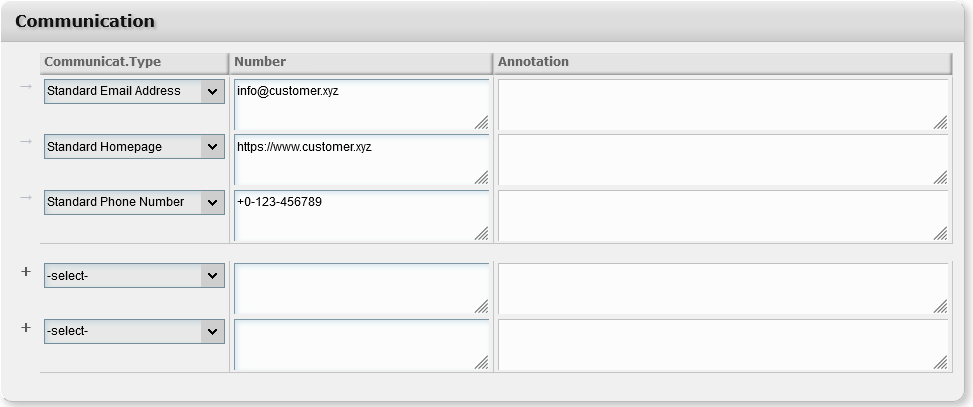 Communication
Communicat.Type Number Annotation
→ Standard Email Address info@customer.xyz
→ Standard Homepage https://www.customer.xyz
→ Standard Phone Number +0-123-456789
+ -select-
+ -select-